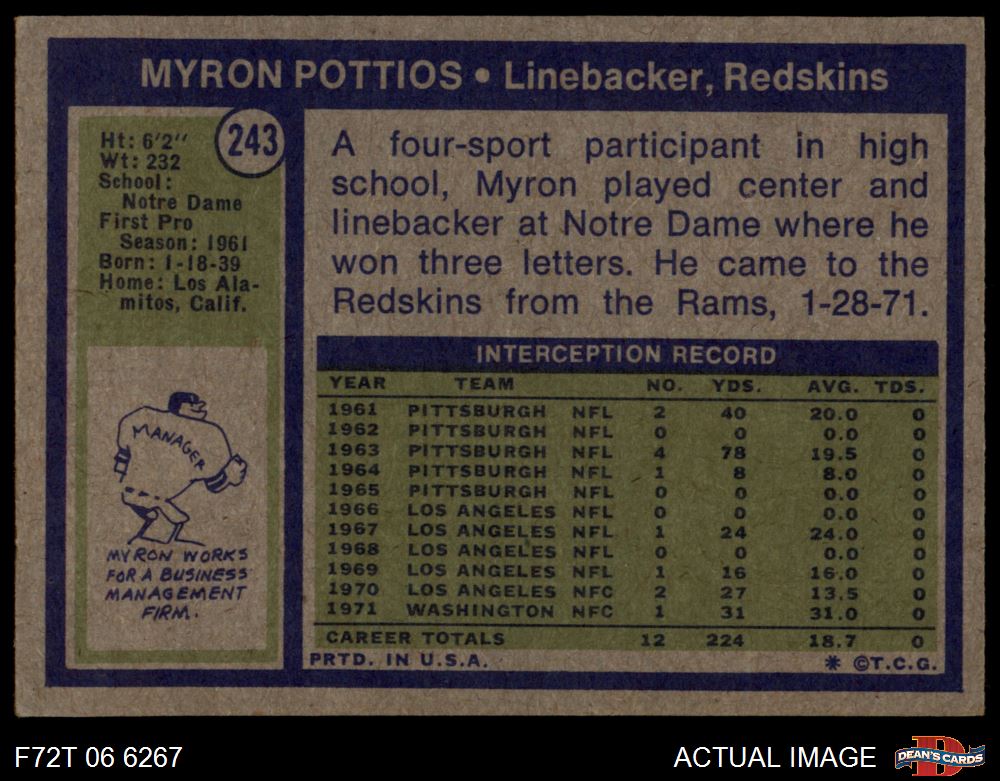 MYRON POTTIOS • Linebacker, Redskins
243
Ht: 6'2"
Wt: 232
School:
Notre Dame
First Pro
Season: 1961
Born: 1-18-39
Home: Los Ala-
mitos, Calif.
MANAGER
MYRON WORKS
FOR A BUSINESS
MANAGEMENT
FIRM.
A four-sport participant in high
school, Myron played center and
linebacker at Notre Dame where he
won three letters. He came to the
Redskins from the Rams, 1-28-71.
INTERCEPTION RECORD
YEAR TEAM NO. YDS. AVG. TDS.
1961 PITTSBURGH NFL 2 40 20.0 0
1962 PITTSBURGH NFL 0 0 0.0 0
1963 PITTSBURGH NFL 4 78 19.5 0
1964 PITTSBURGH NFL 1 8 8.0 0
1965 PITTSBURGH NFL 0 0 0.0 0
1966 LOS ANGELES NFL 0 0 0.0 0
1967 LOS ANGELES NFL 1 24 24.0 0
1968 LOS ANGELES NFL 0 0 0.0 0
1969 LOS ANGELES NFL 1 16 16.0 0
1970 LOS ANGELES NFC 2 27 13.5 0
1971 WASHINGTON NFC 1 31 31.0 0
CAREER TOTALS 12 224 18.7 0
PRTD. IN U.S.A. * ©T.C.G.
F72T 06 6267
ACTUAL IMAGE
D
DEAN'S CARDS